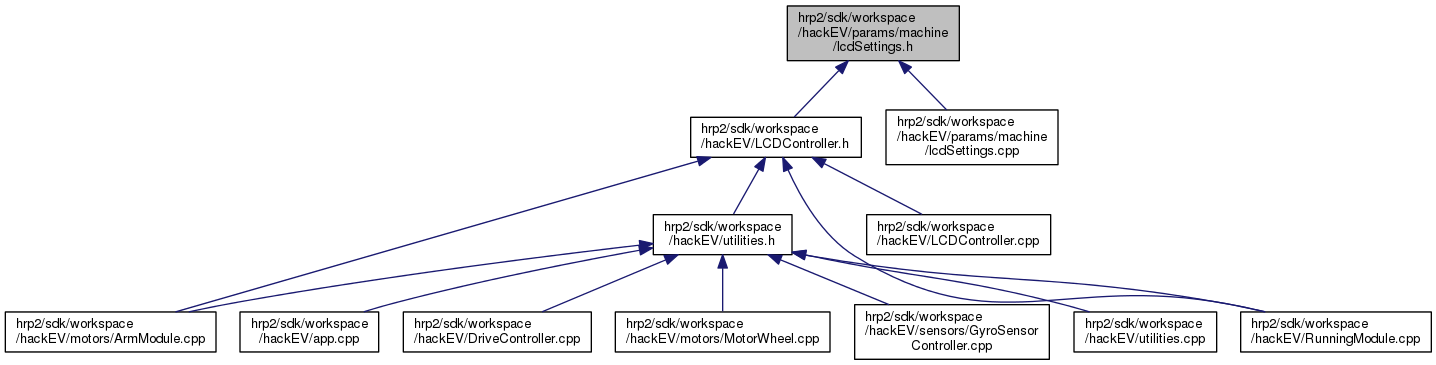 hrp2/sdk/workspace
/hackEV/params/machine
/lcdSettings.h
hrp2/sdk/workspace
/hackEV/LCDController.h
hrp2/sdk/workspace
/hackEV/params/machine
/lcdSettings.cpp
hrp2/sdk/workspace
/hackEV/utilities.h
hrp2/sdk/workspace
/hackEV/LCDController.cpp
hrp2/sdk/workspace
/hackEV/motors/ArmModule.cpp
hrp2/sdk/workspace
/hackEV/app.cpp
hrp2/sdk/workspace
/hackEV/DriveController.cpp
hrp2/sdk/workspace
/hackEV/motors/MotorWheel.cpp
hrp2/sdk/workspace
/hackEV/sensors/GyroSensor
Controller.cpp
hrp2/sdk/workspace
/hackEV/utilities.cpp
hrp2/sdk/workspace
/hackEV/RunningModule.cpp